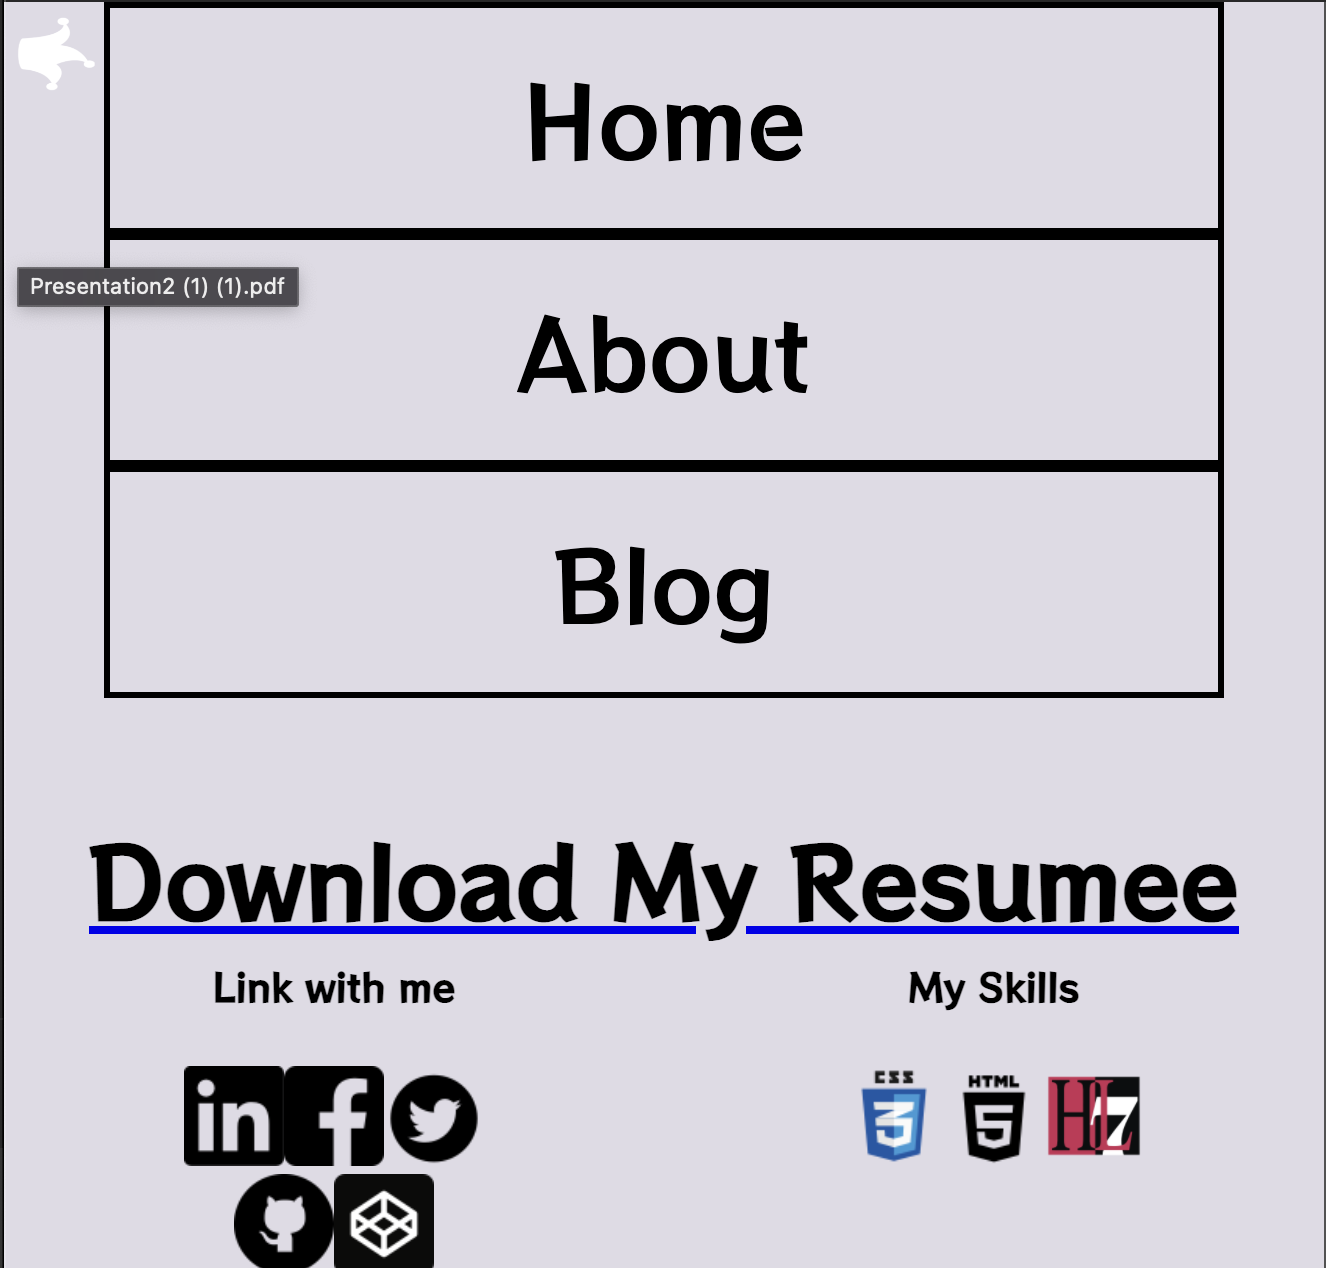 Home
Presentation2 (1) (1).pdf
About
Blog
Download My Resumee
Link with me
My Skills
in f
CSS
3
HTML
5
HL7